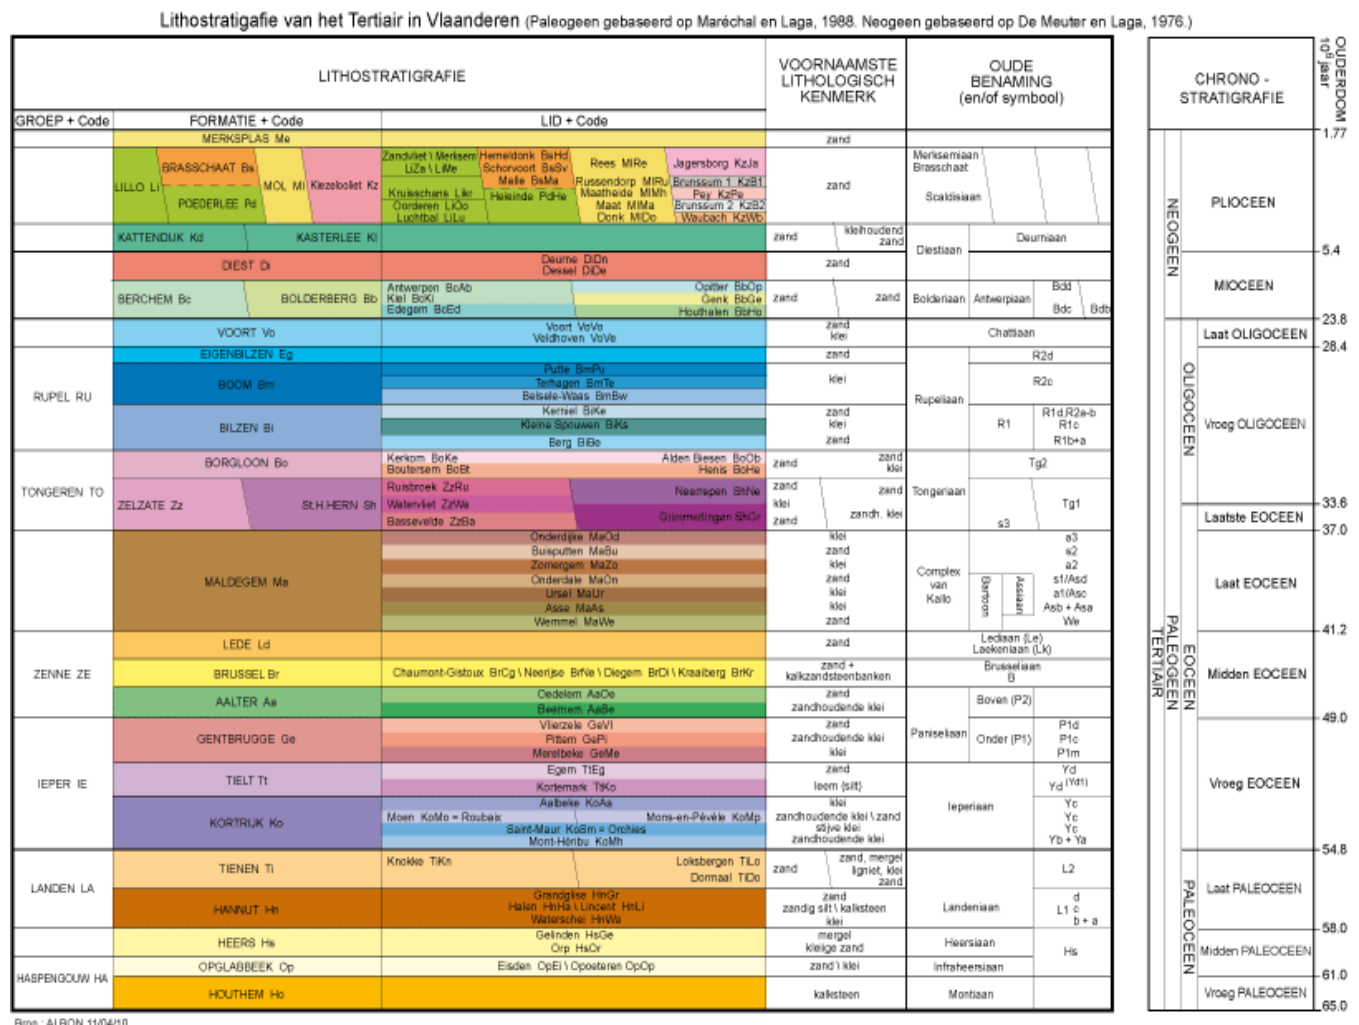 Lithostratigafie van het Tertiair in Vlaanderen (Paleogeen gebaseerd op Maréchal en Laga, 1988. Neogeen gebaseerd op De Meuter en Laga, 1976.)
LITHOSTRATIGRAFIE
VOORNAAMSTE
LITHOLOGISCH
KENMERK
OUDE
BENAMING
(en/of symbool)
CHRONO -
STRATIGRAFIE
OUDERDOM
10⁶ jaar
GROEP + Code
FORMATIE + Code
LID + Code
MERKSPLAS Me
zand
1.77
LILLO Li
BRASSCHAAT Bs
POEDERLEE Pd
MOL Ml
Kiezelooliet Kz
Zandvliet \ Merksem
LiZa \ LiMe
Kruisschans Likr
Oorderen LiOo
Luchtbal LiLu
Hemeldonk BsHd
Schorvoort BsSv
Malle BsMa
Heieinde PdHe
Rees MlRe
Russendorp MlRu
Maatheide MlMh
Maat MlMa
Donk MlDo
Jagersborg KzJa
Brunssum 1 KzB1
Pey KzPe
Brunssum 2 KzB2
Waubach KzWb
zand
Merksemiaan
Brasschaat
Scaldisiaan
NEOGEEN
PLIOCEEN
KATTENDIJK Kd
KASTERLEE Kl
zand
kleihoudend
zand
Diestiaan
Deurniaan
5.4
DIEST Di
Deurne DiDn
Dessel DiDe
zand
MIOCEEN
BERCHEM Bc
BOLDERBERG Bb
Antwerpen BcAb
Kiel BcKi
Edegem BcEd
Opitter BbOp
Genk BbGe
Houthalen BbHo
zand
zand
Bolderiaan
Antwerpiaan
Bdd
Bdc
Bdb
23.8
VOORT Vo
Voort VoVo
Veldhoven VoVe
zand
klei
Chattiaan
Laat OLIGOCEEN
28.4
RUPEL RU
EIGENBILZEN Eg
zand
R2d
BOOM Bm
Putte BmPu
Terhagen BmTe
Belsele-Waas BmBw
klei
Rupeliaan
R2c
OLIGOCEEN
BILZEN Bi
Kerniel BiKe
Kleine Spouwen BiKs
Berg BiBe
zand
klei
zand
R1
R1d,R2a-b
R1c
R1b+a
Vroeg OLIGOCEEN
TONGEREN TO
BORGLOON Bo
Kerkom BoKe
Boutersem BoBt
Alden Biesen BoOb
Henis BoHe
zand
zand
klei
Tg2
ZELZATE Zz
St.H.HERN Sh
Ruisbroek ZzRu
Watervliet ZzWa
Bassevelde ZzBa
Neerrepen ShNe
Grimmertingen ShGr
zand
klei
zand
zand
zandh. klei
Tongeriaan
s3
Tg1
33.6
Laatste EOCEEN
37.0
MALDEGEM Ma
Onderdijke MaOd
Buisputten MaBu
Zomergem MaZo
Onderdale MaOn
Ursel MaUr
Asse MaAs
Wemmel MaWe
klei
zand
klei
zand
klei
klei
zand
Complex
van
Kallo
Bartoon
Assiaan
a3
s2
a2
s1/Asd
a1/Asc
Asb + Asa
We
Laat EOCEEN
41.2
TERTIAIR
PALEOGEEN
EOCEEN
ZENNE ZE
LEDE Ld
zand
Lediaan (Le)
Laekeniaan (Lk)
BRUSSEL Br
Chaumont-Gistoux BrCg \ Neerijse BrNe \ Diegem BrDi \ Kraaiberg BrKr
zand +
kalkzandsteenbanken
Brusseliaan
B
Midden EOCEEN
AALTER Aa
Oedelem AaOe
Beernem AaBe
zand
zandhoudende klei
Boven (P2)
49.0
IEPER IE
GENTBRUGGE Ge
Vlierzele GeVl
Pittem GePi
Merelbeke GeMe
zand
zandhoudende klei
klei
Paniseliaan
Onder (P1)
P1d
P1c
P1m
TIELT Tt
Egem TtEg
Kortemark TtKo
zand
leem (silt)
Yd
Yd (Yd1)
Vroeg EOCEEN
KORTRIJK Ko
Aalbeke KoAa
Moen KoMo = Roubaix
Mons-en-Pévèle KoMp
Saint-Maur KoSm = Orchies
Mont-Héribu KoMh
klei
zandhoudende klei \ zand
stijve klei
zandhoudende klei
Ieperiaan
Yc
Yc
Yc
Yb + Ya
54.8
LANDEN LA
TIENEN Ti
Knokke TiKn
Loksbergen TiLo
Dormaal TiDo
zand
zand, mergel
ligniet, klei
zand
L2
HANNUT Hn
Grandglise HnGr
Halen HnHa \ Lincent HnLi
Waterschei HnWa
zand
zandig silt \ kalksteen
klei
Landeniaan
L1
d
c
b + a
Laat PALEOCEEN
58.0
PALEOCEEN
HEERS Hs
Gelinden HsGe
Orp HsOr
mergel
kleiige zand
Heersiaan
Hs
Midden PALEOCEEN
HASPENGOUW HA
OPGLABBEEK Op
Eisden OpEi \ Opoeteren OpOp
zand \ klei
Infraheersiaan
61.0
HOUTHEM Ho
kalksteen
Montiaan
Vroeg PALEOCEEN
65.0
Bron : ALBON 11/04/10